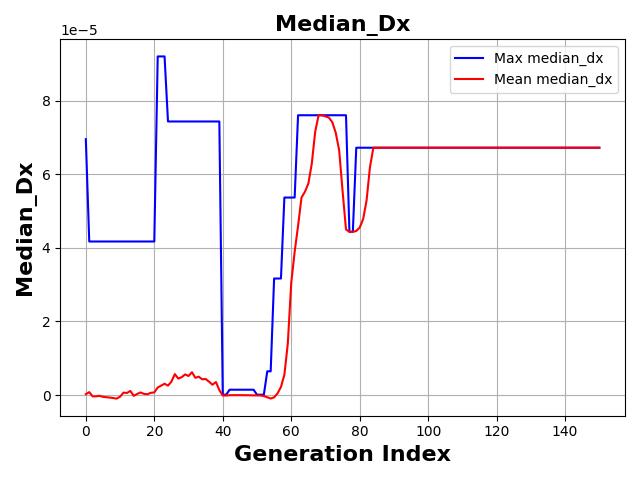 Median_Dx
1e−5
Max median_dx
Mean median_dx
8
6
4
2
0
Median_Dx
0 20 40 60 80 100 120 140
Generation Index